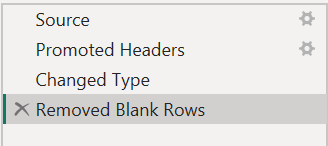 Source
Promoted Headers
Changed Type
Removed Blank Rows